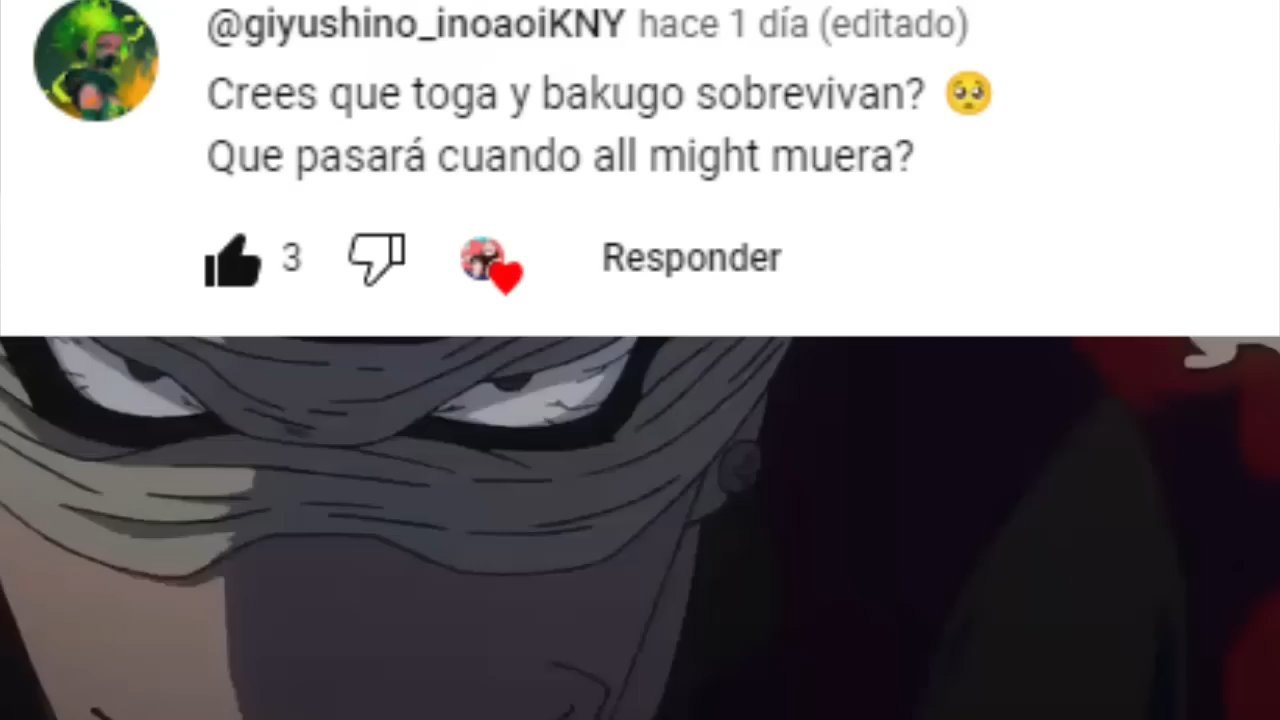 @giyushino_inoaoiKNY hace 1 día (editado)
Crees que toga y bakugo sobrevivan? 🥺
Que pasará cuando all might muera?
3 Responder